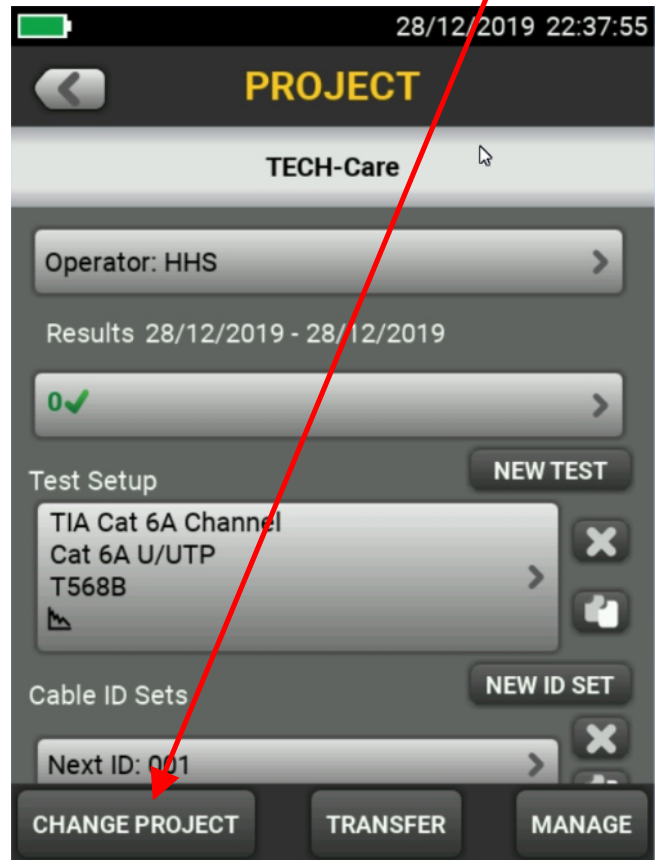 28/12/2019 22:37:55
PROJECT
TECH-Care
Operator: HHS
Results 28/12/2019 - 28/12/2019
0
NEW TEST
Test Setup
TIA Cat 6A Channel
Cat 6A U/UTP
T568B
NEW ID SET
Cable ID Sets
Next ID: 001
CHANGE PROJECT TRANSFER MANAGE